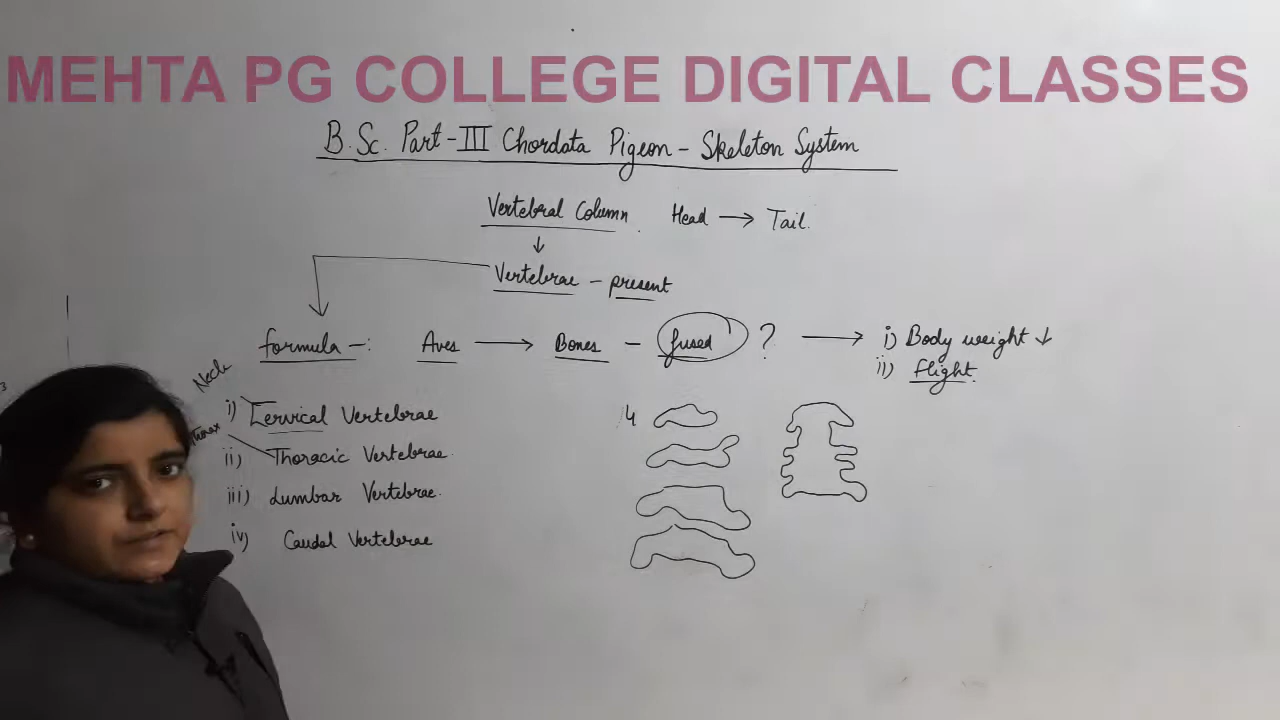 MEHTA PG COLLEGE DIGITAL CLASSES
B.Sc. Part-III Chordata Pigeon - Skeleton System
Vertebral Column Head → Tail.
↓
Vertebrae - present
formula -: Aves → Bones - fused ? → i) Body weight ↓
ii) flight.
Neck
i) Cervical Vertebrae 4
Thorax
ii) Thoracic Vertebrae.
iii) Lumbar Vertebrae.
iv) Caudal Vertebrae
3